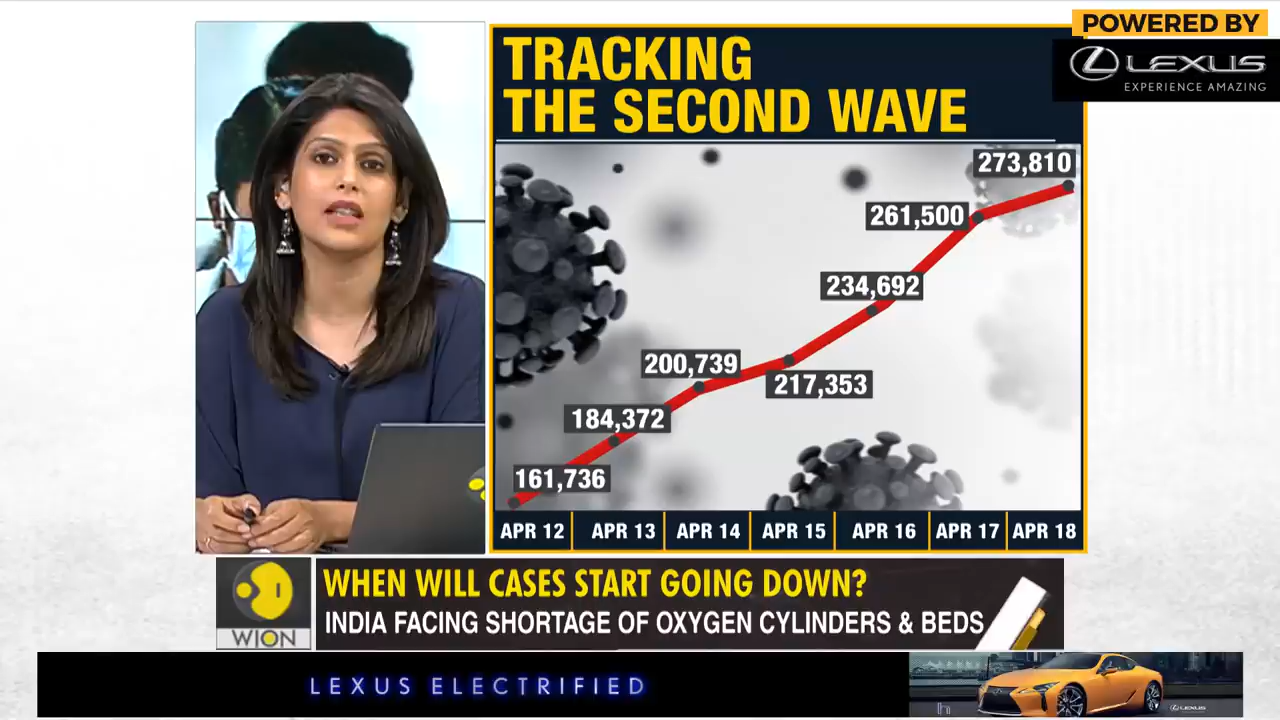 POWERED BY
LEXUS
EXPERIENCE AMAZING
TRACKING
THE SECOND WAVE
273,810
261,500
234,692
200,739
217,353
184,372
161,736
APR 12 APR 13 APR 14 APR 15 APR 16 APR 17 APR 18
WHEN WILL CASES START GOING DOWN?
INDIA FACING SHORTAGE OF OXYGEN CYLINDERS & BEDS
WION
LEXUS ELECTRIFIED
LEXUS